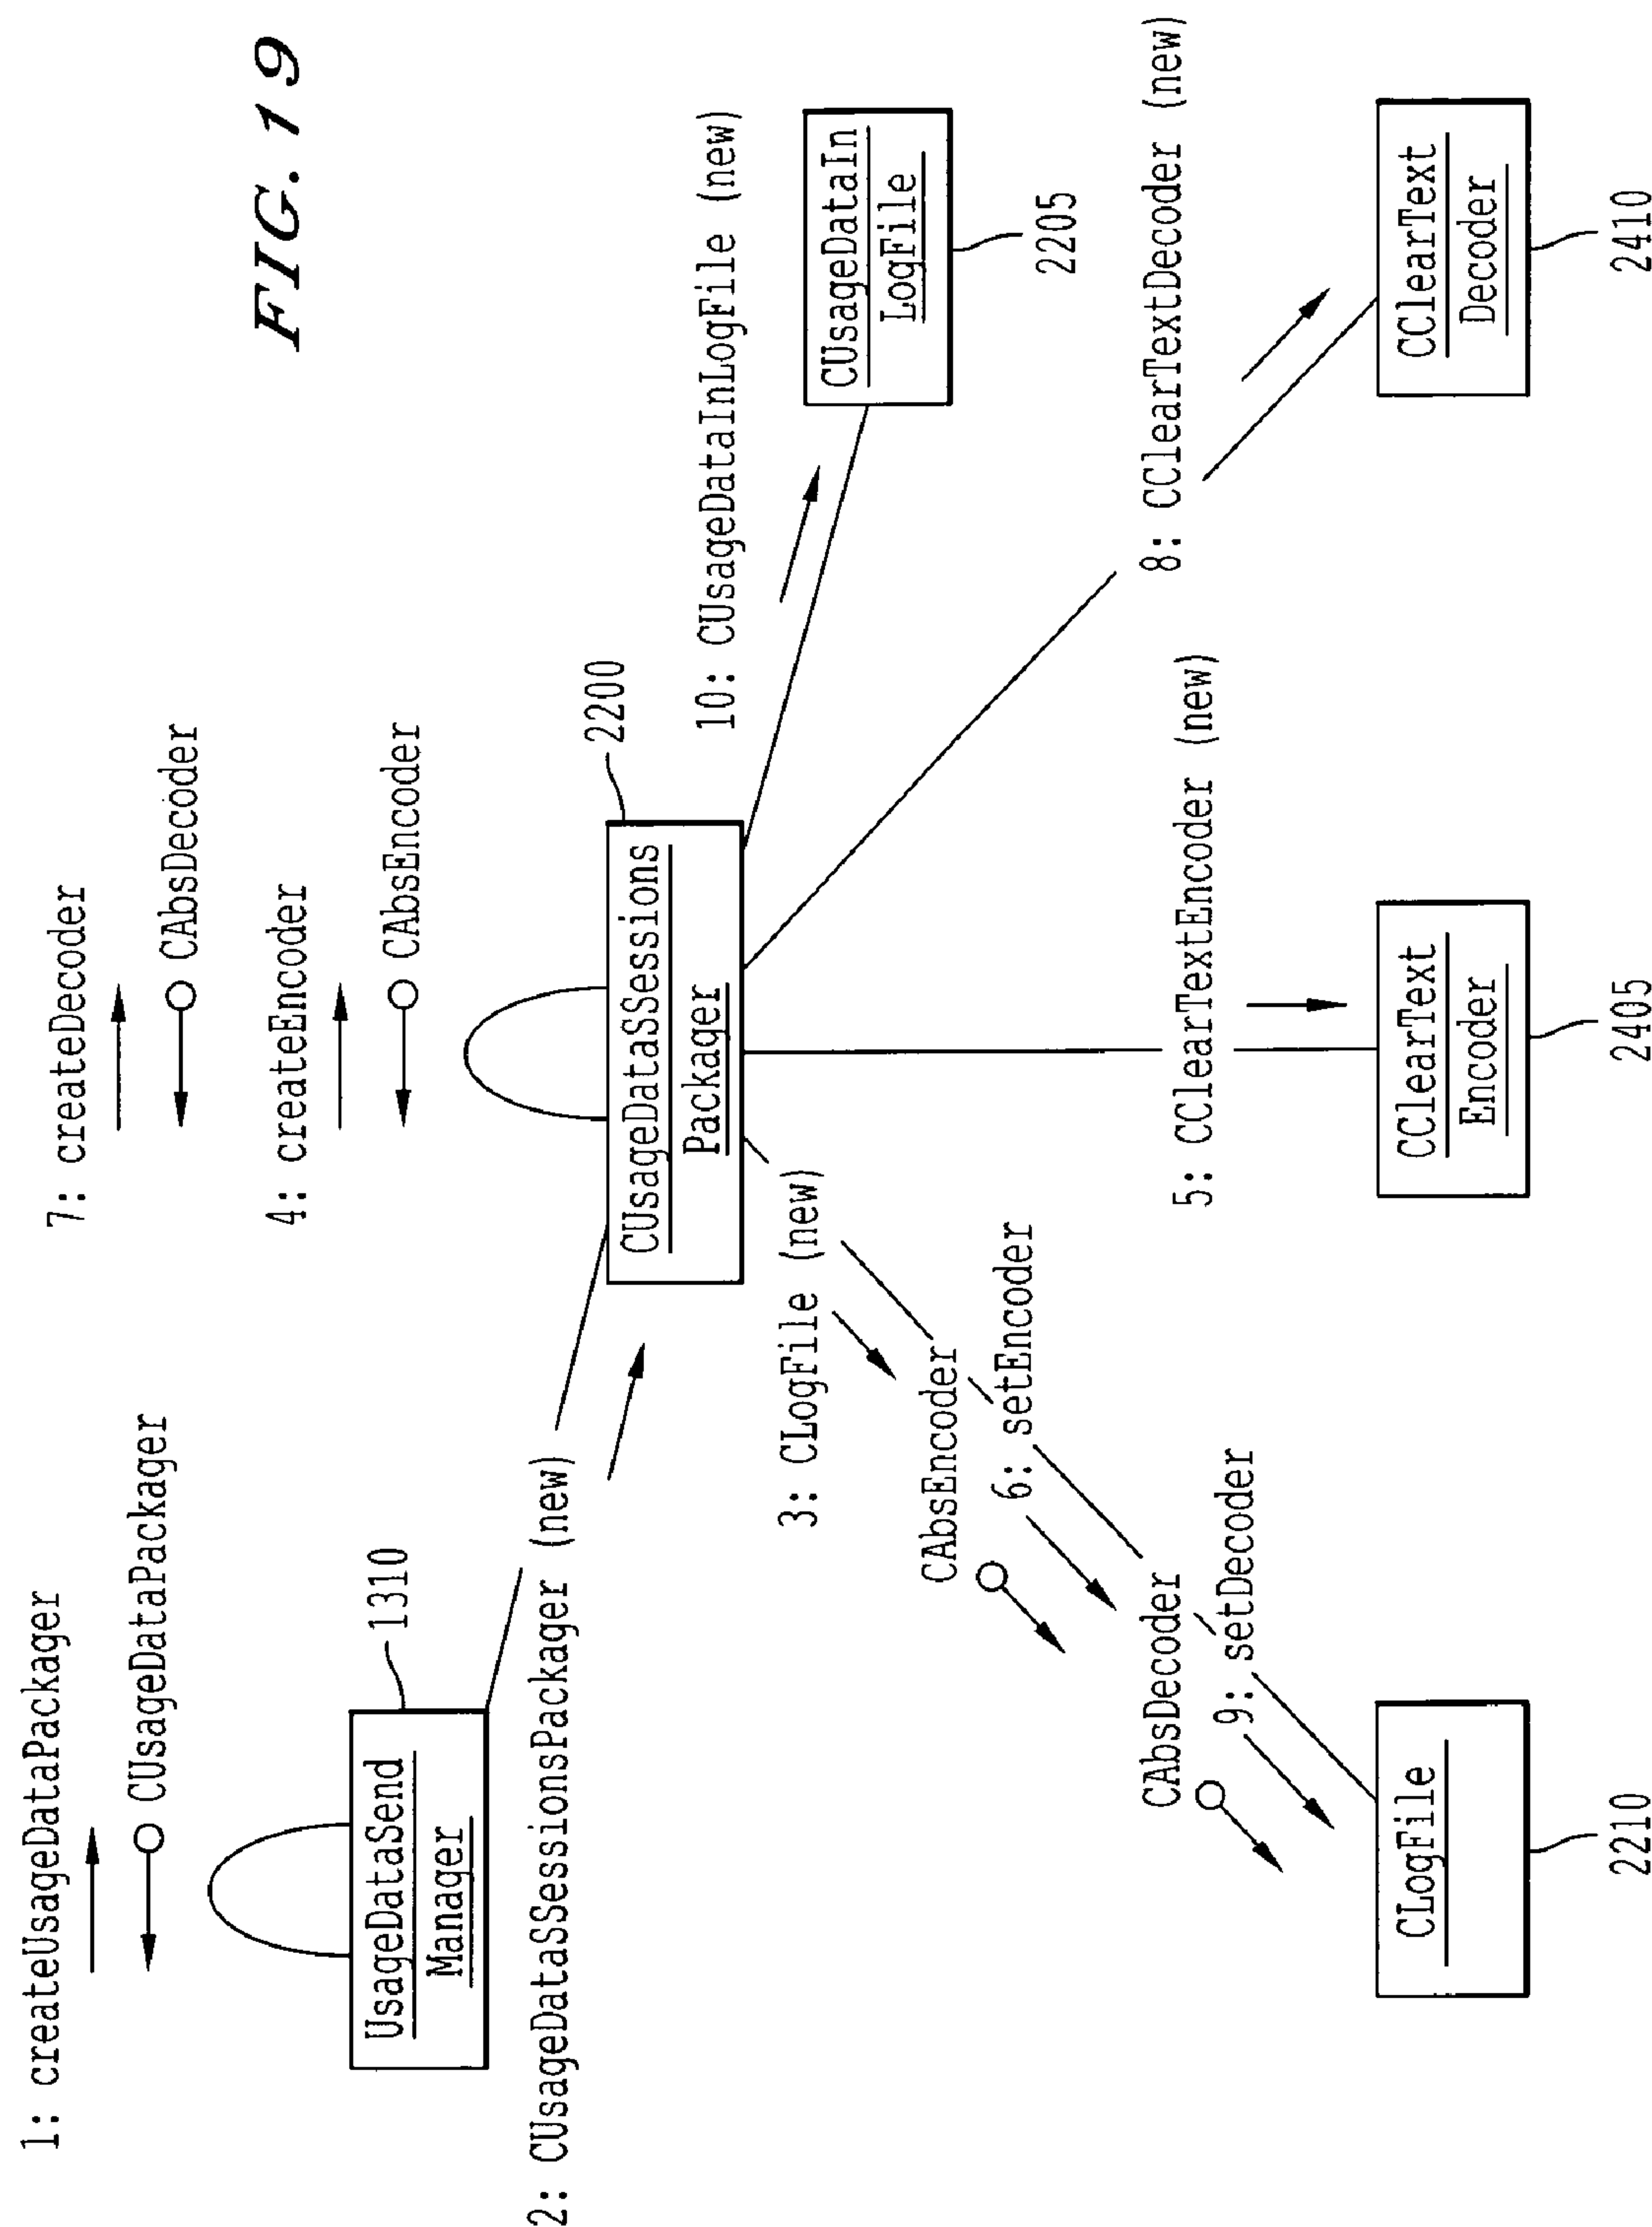 FIG. 19
1: createUsageDataPackager
CUsageDataPackager
7: createDecoder
CAbsDecoder
4: createEncoder
CAbsEncoder
UsageDataSend
Manager
1310
2: CUsageDataSSessionsPackager (new)
CUsageDataSSessions
Packager
2200
10: CUsageDataInLogFile (new)
CUsageDataIn
LogFile
2205
3: CLogFile (new)
CAbsEncoder
6: setEncoder
CAbsDecoder
9: setDecoder
5: CClearTextEncoder (new)
8: CClearTextDecoder (new)
CLogFile
2210
CClearText
Encoder
2405
CClearText
Decoder
2410